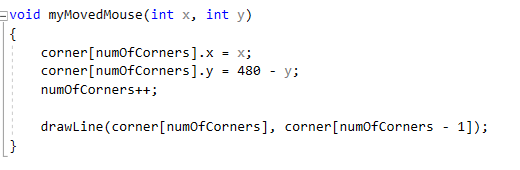 void myMovedMouse(int x, int y)
{
corner[numOfCorners].x = x;
corner[numOfCorners].y = 480 - y;
numOfCorners++;
drawLine(corner[numOfCorners], corner[numOfCorners - 1]);
}